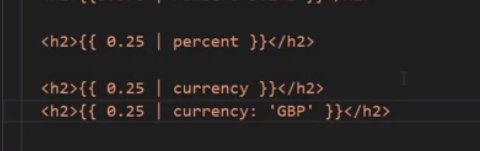 <h2>{{ 0.25 | percent }}</h2>
<h2>{{ 0.25 | currency }}</h2>
<h2>{{ 0.25 | currency: 'GBP' }}</h2>